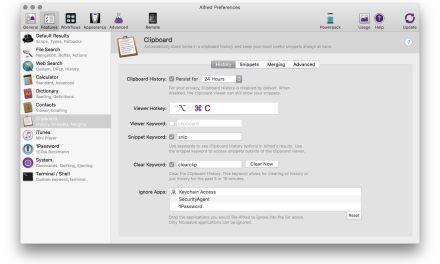 Alfred Preferences
General Features Workflows Appearance Advanced Remote Powerpack Usage Help Update
Default Results
Scope, Types, Fallbacks
File Search
Navigation, Buffer, Actions
Web Search
Custom, URLs, History
Calculator
Standard, Advanced
Dictionary
Spelling, Definitions
Contacts
Viewer, Emailing
Clipboard
History, Snippets, Merging
iTunes
Mini Player
1Password
1Click Bookmarks
System
Commands, Quitting, Ejecting
Terminal / Shell
Custom keyword, terminal
Clipboard
Automatically store items in a clipboard history and keep your most useful snippets always at hand.
?
History Snippets Merging Advanced
Clipboard History: Persist for 24 Hours
For your privacy, Clipboard History is disabled by default. When
disabled, the clipboard viewer can still show your snippets.
Viewer Hotkey: ⌥ ⌘ C
Viewer Keyword: clipboard
Snippet Keyword: snip
Use keywords to see Clipboard History options in Alfred's results. Use
the snippet keyword to access snippets outside of the clipboard viewer.
Clear Keyword: clearclip Clear Now
Clear the Clipboard History. This keyword allows for clearing all history or
just history for the past 5 or 15 minutes.
Ignore Apps: Keychain Access
SecurityAgent
1Password
Drop the applications you would like Alfred to ignore into the list above.
Only focusable applications can be ignored.
Reset